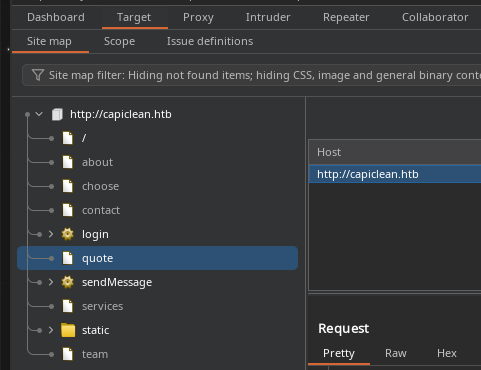 Dashboard Target Proxy Intruder Repeater Collaborator
Site map Scope Issue definitions
Site map filter: Hiding not found items; hiding CSS, image and general binary
http://capiclean.htb
/
about
choose
contact
login
quote
sendMessage
services
static
team
Host
http://capiclean.htb
Request
Pretty Raw Hex